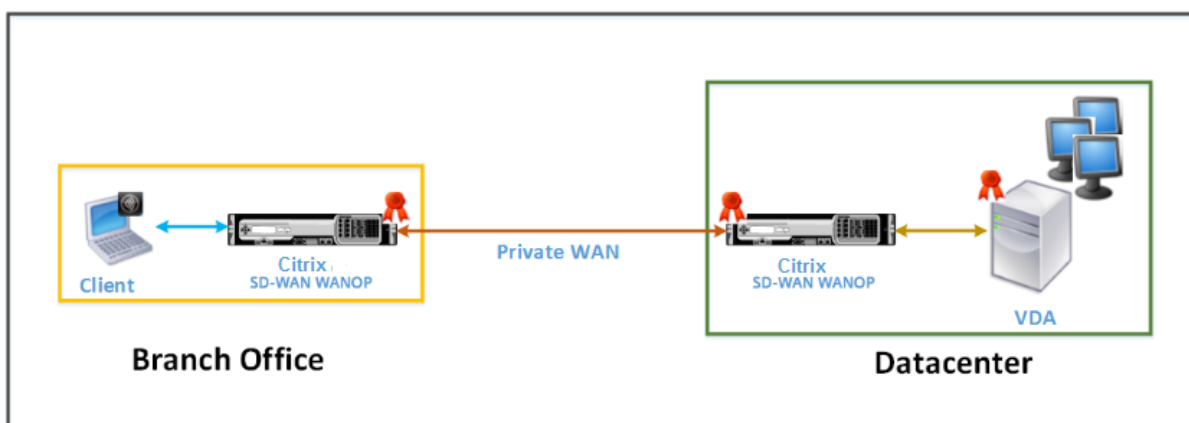 Client
Citrix
SD-WAN WANOP
Private WAN
Citrix
SD-WAN WANOP
VDA
Branch Office
Datacenter